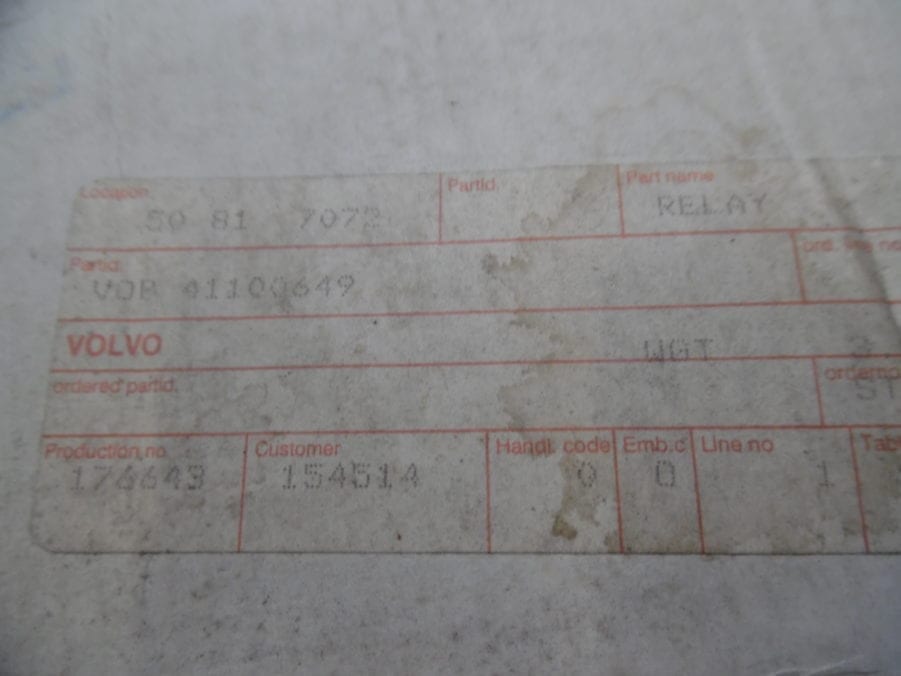 Location Partid. Part name
50 81 7072 RELAY
Partid.
VOB 41100649
VOLVO WGT
ordered partid.
Production no Customer Handl. code Emb.c Line no
176643 154514 0 0 1